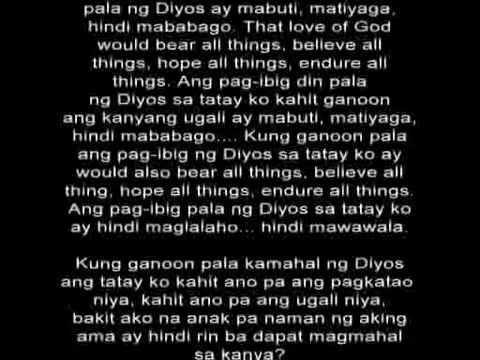 pala ng Diyos ay mabuti, matiyaga,
hindi mababago. That love of God
would bear all things, believe all
things, hope all things, endure all
things. Ang pag-ibig din pala
ng Diyos sa tatay ko kahit ganoon
ang kanyang ugali ay mabuti, matiyaga,
hindi mababago.... Kung ganoon pala
ang pag-ibig ng Diyos sa tatay ko ay
would also bear all things, believe all
thing, hope all things, endure all things.
Ang pag-ibig pala ng Diyos sa tatay ko
ay hindi maglalaho... hindi mawawala.
Kung ganoon pala kamahal ng Diyos
ang tatay ko kahit ano pa ang pagkatao
niya, kahit ano pa ang ugali niya,
bakit ako na anak pa naman ng aking
ama ay hindi rin ba dapat magmahal
sa kanya?